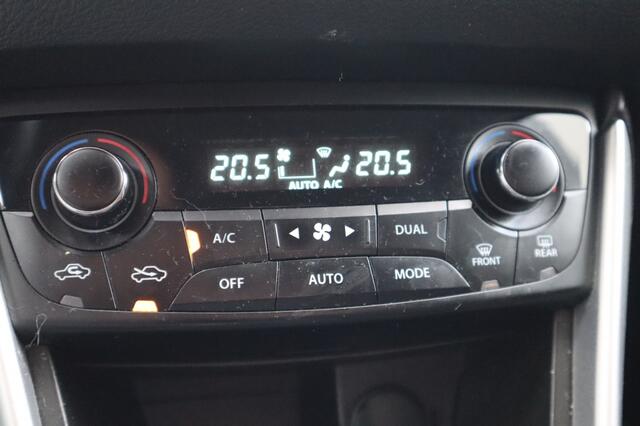 20.5 20.5
AUTO A/C
A/C DUAL
FRONT REAR
OFF AUTO MODE